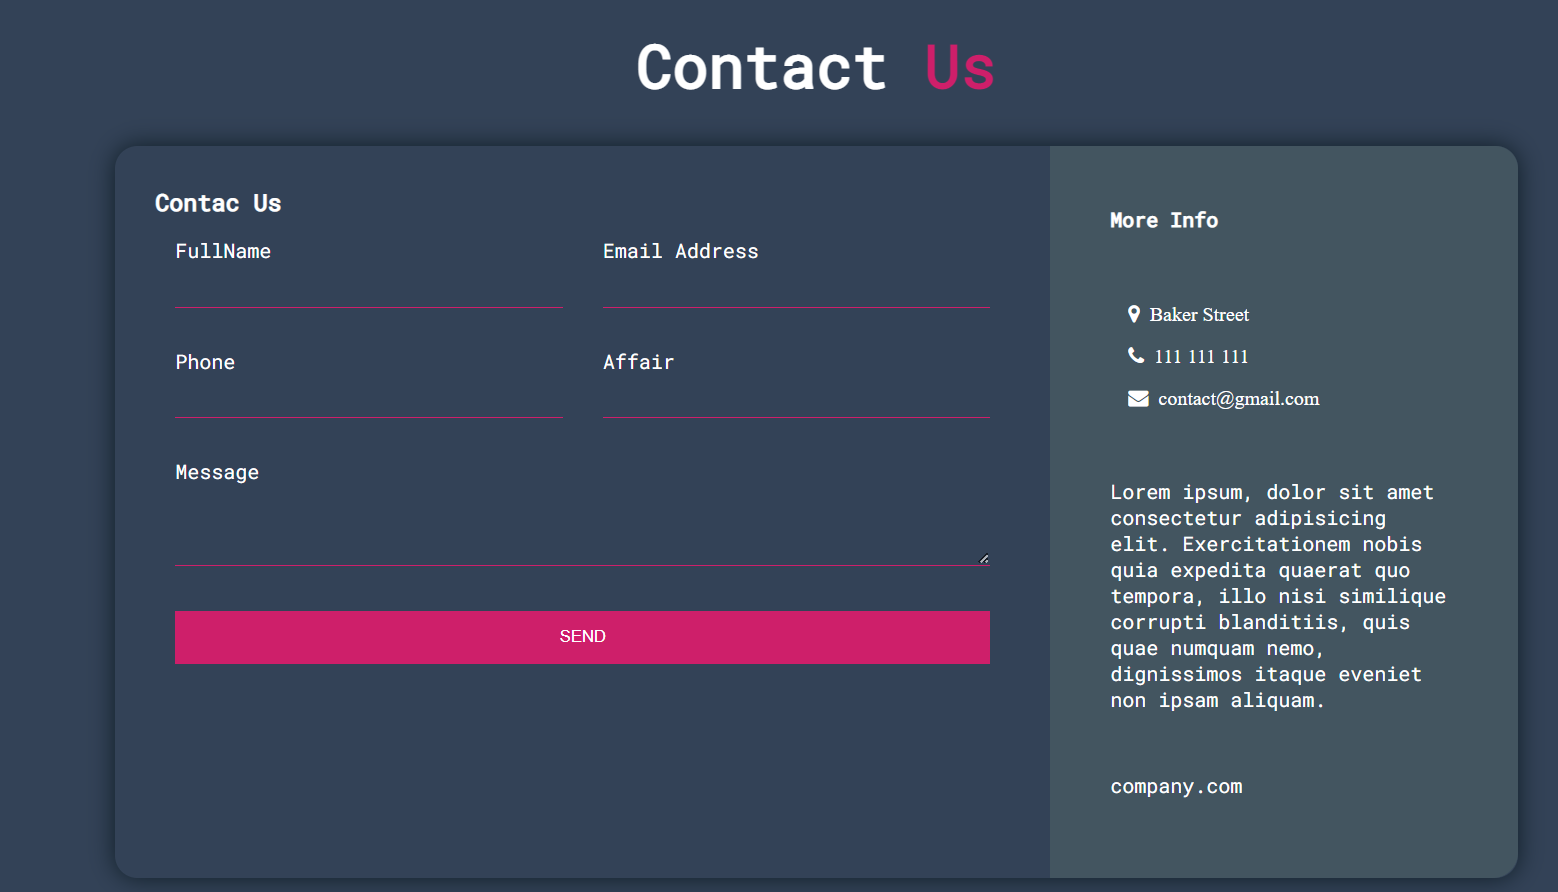 Contact Us
Contac Us
FullName
Email Address
Phone
Affair
Message
SEND
More Info
Baker Street
111 111 111
contact@gmail.com
Lorem ipsum, dolor sit amet
consectetur adipisicing
elit. Exercitationem nobis
quia expedita quaerat quo
tempora, illo nisi similique
corrupti blanditiis, quis
quae numquam nemo,
dignissimos itaque eveniet
non ipsam aliquam.
company.com